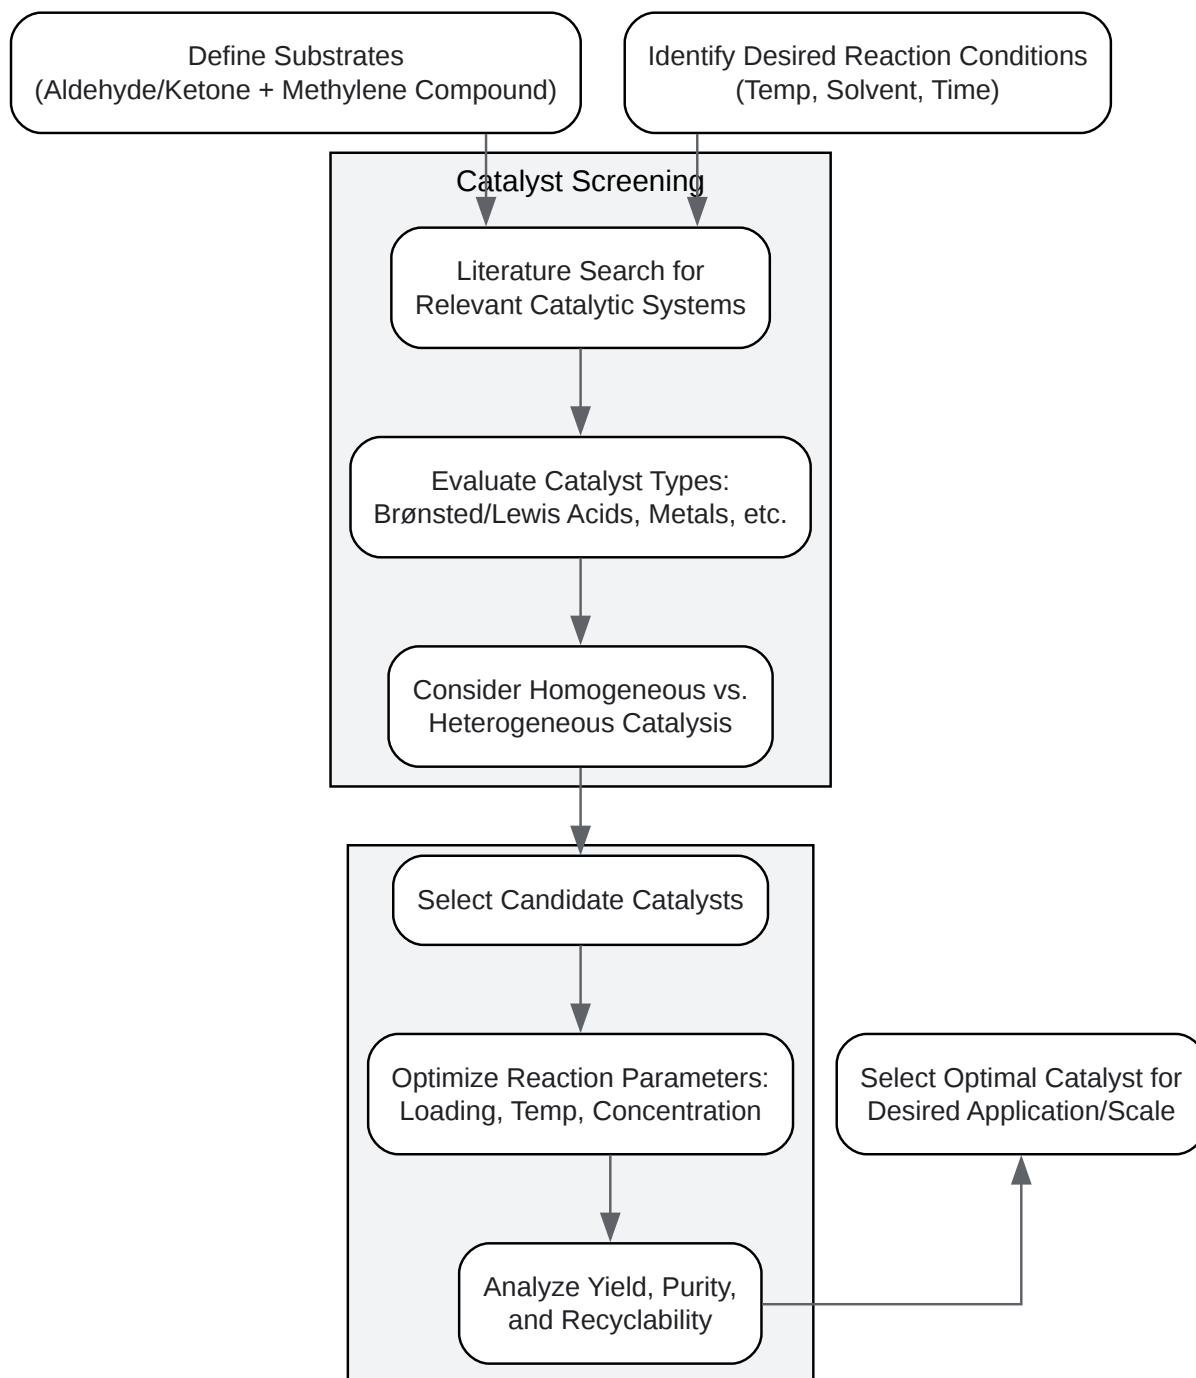 Define Substrates
(Aldehyde/Ketone + Methylene Compound)
Identify Desired Reaction Conditions
(Temp, Solvent, Time)
Catalyst Screening
Literature Search for
Relevant Catalytic Systems
Evaluate Catalyst Types:
Brønsted/Lewis Acids, Metals, etc.
Consider Homogeneous vs.
Heterogeneous Catalysis
Select Candidate Catalysts
Optimize Reaction Parameters:
Loading, Temp, Concentration
Select Optimal Catalyst for
Desired Application/Scale
Analyze Yield, Purity,
and Recyclability